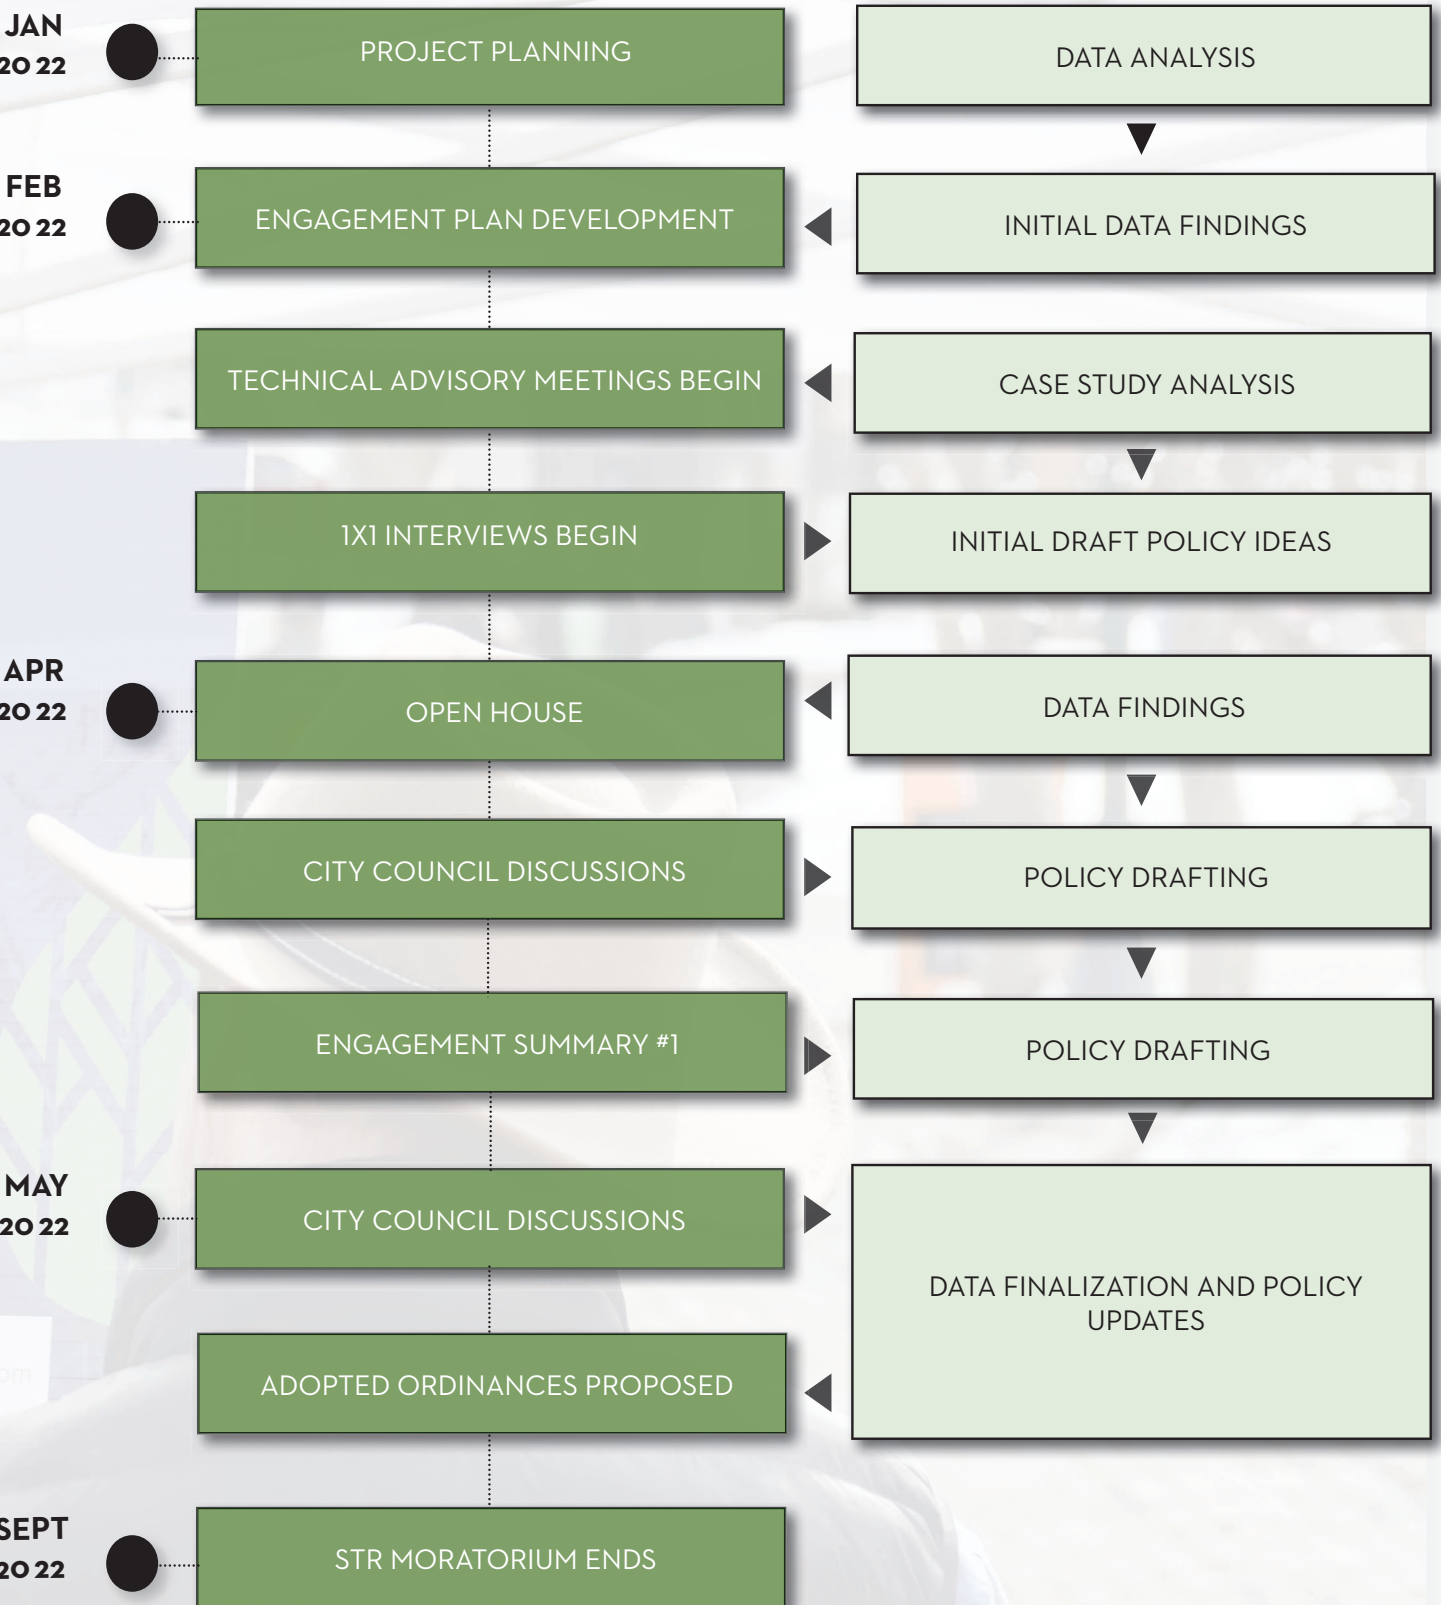 JAN
2022
PROJECT PLANNING
DATA ANALYSIS
FEB
2022
ENGAGEMENT PLAN DEVELOPMENT
INITIAL DATA FINDINGS
TECHNICAL ADVISORY MEETINGS BEGIN
CASE STUDY ANALYSIS
1X1 INTERVIEWS BEGIN
INITIAL DRAFT POLICY IDEAS
APR
2022
OPEN HOUSE
DATA FINDINGS
CITY COUNCIL DISCUSSIONS
POLICY DRAFTING
ENGAGEMENT SUMMARY #1
POLICY DRAFTING
MAY
2022
CITY COUNCIL DISCUSSIONS
DATA FINALIZATION AND POLICY
UPDATES
ADOPTED ORDINANCES PROPOSED
SEPT
2022
STR MORATORIUM ENDS